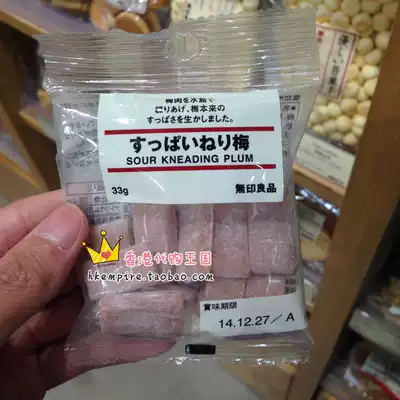 梅肉を水飴で
ねりあげ、梅本来の
すっぱさを生かしました。
すっぱいねり梅
SOUR KNEADING PLUM
33g
無印良品
香港代购王国
hkempire.taobao.com
賞味期限
14.12.27／A